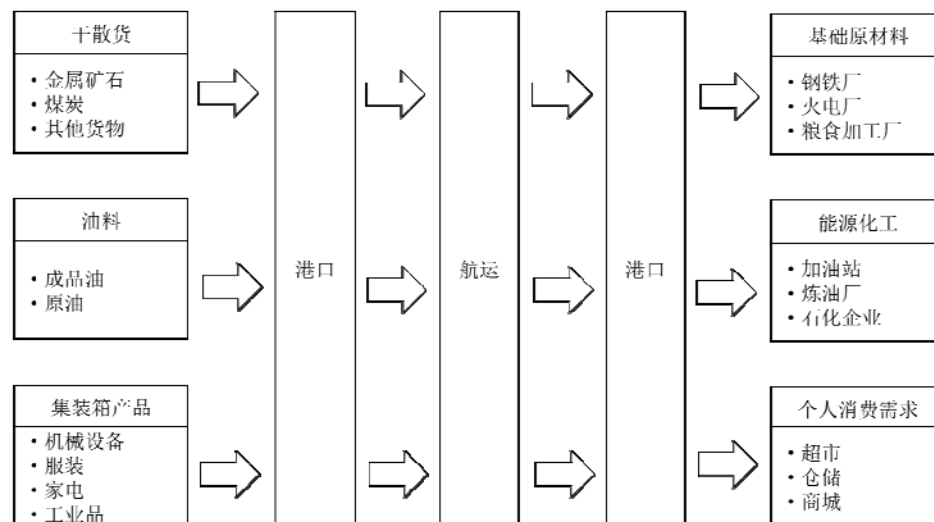 干散货
• 金属矿石
• 煤炭
• 其他货物
油料
• 成品油
• 原油
集装箱产品
• 机械设备
• 服装
• 家电
• 工业品
港口
航运
港口
基础原材料
• 钢铁厂
• 火电厂
• 粮食加工厂
能源化工
• 加油站
• 炼油厂
• 石化企业
个人消费需求
• 超市
• 仓储
• 商城